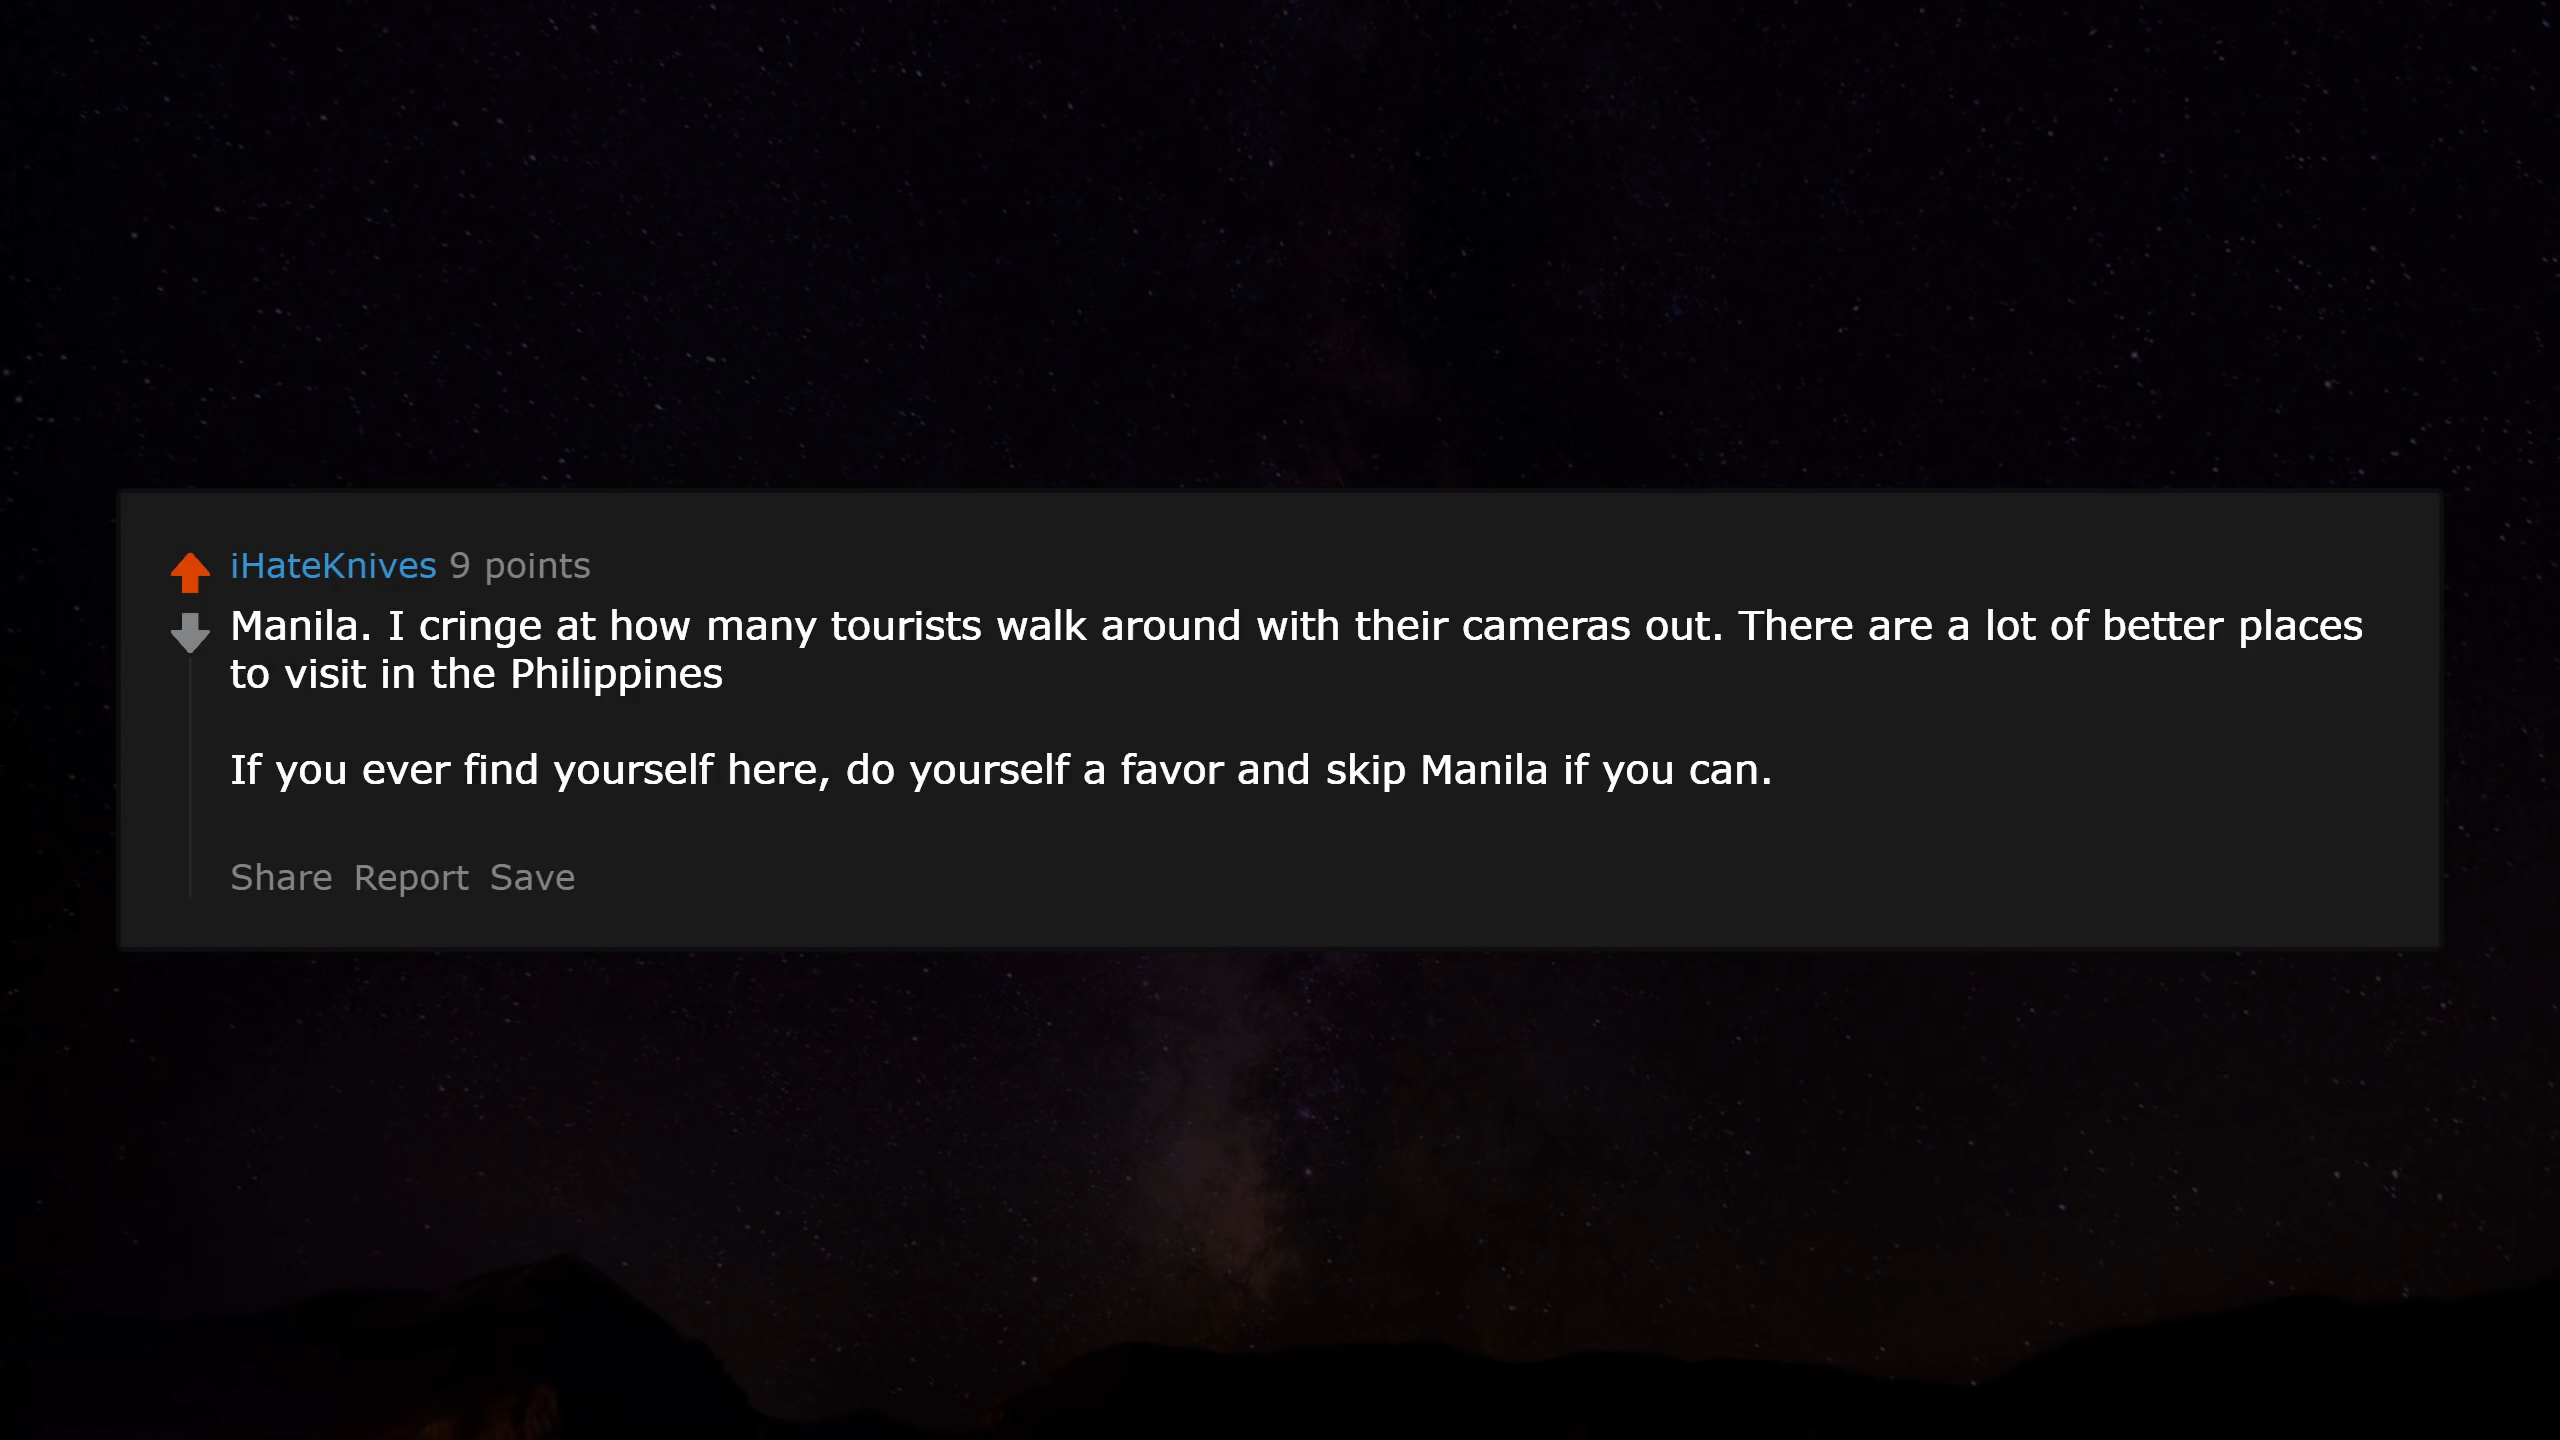 iHateKnives 9 points
Manila. I cringe at how many tourists walk around with their cameras out. There are a lot of better places
to visit in the Philippines
If you ever find yourself here, do yourself a favor and skip Manila if you can.
Share Report Save